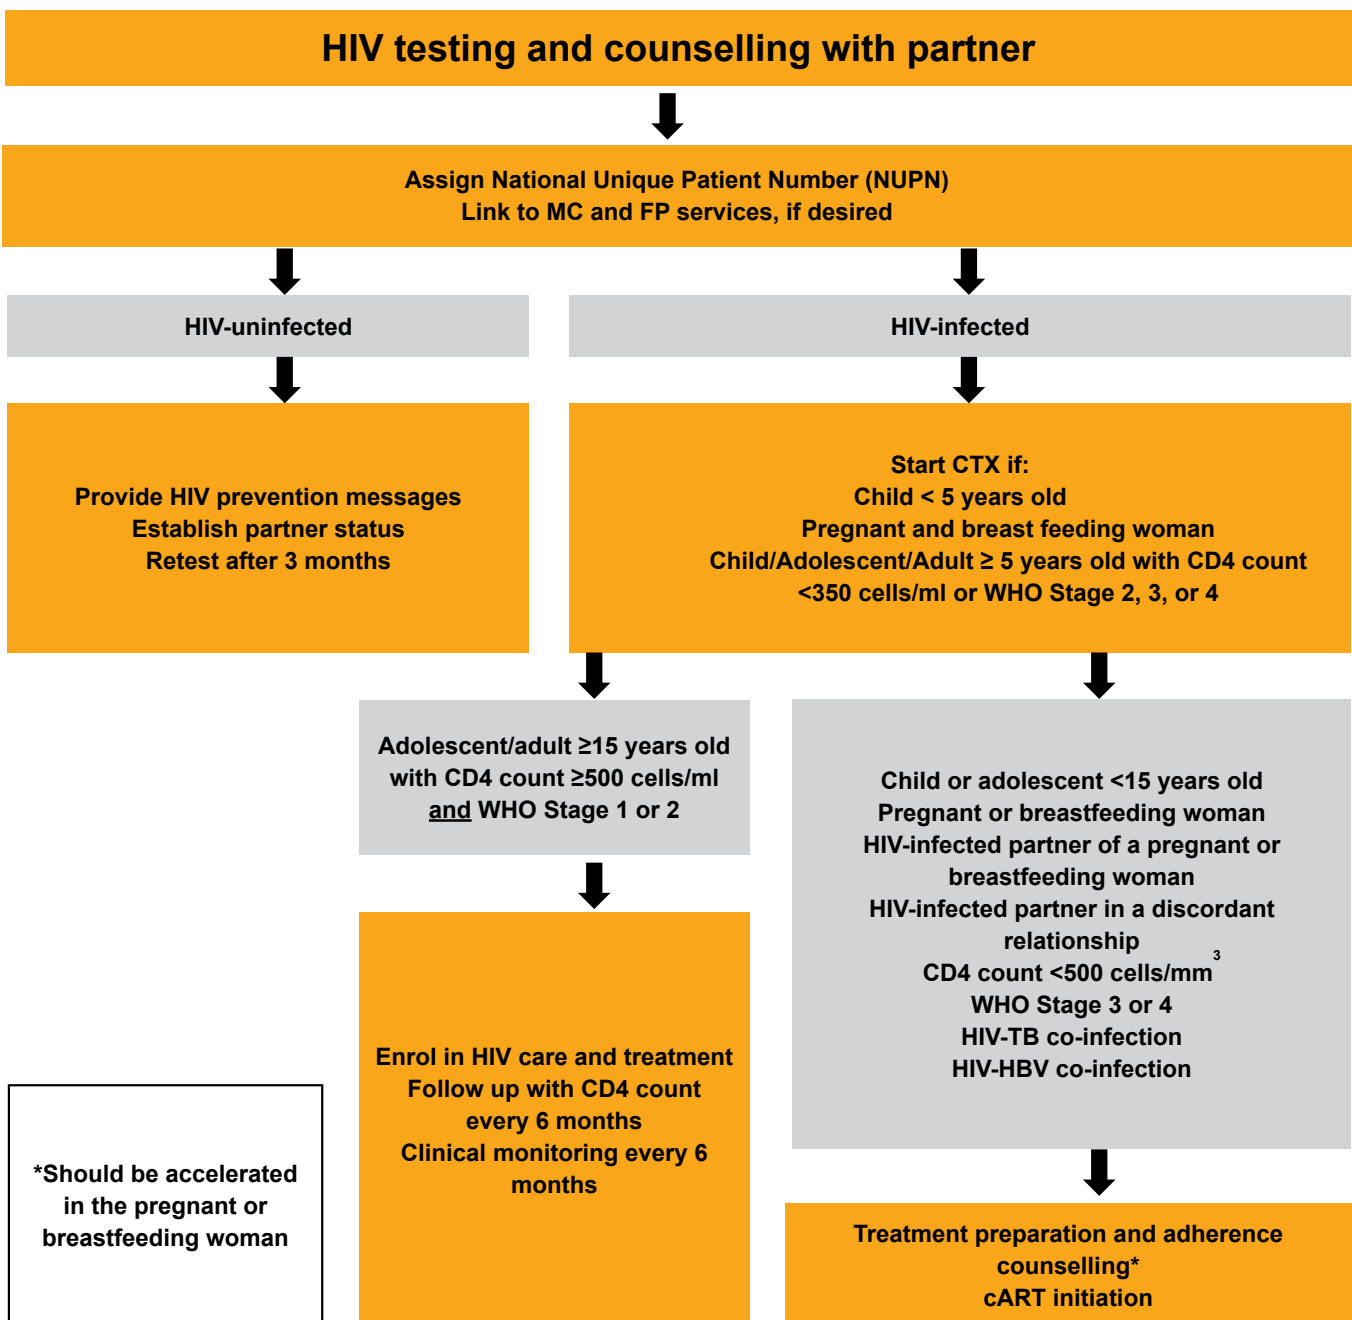 HIV testing and counselling with partner
Assign National Unique Patient Number (NUPN)
Link to MC and FP services, if desired
HIV-uninfected
HIV-infected
Provide HIV prevention messages
Establish partner status
Retest after 3 months
Start CTX if:
Child < 5 years old
Pregnant and breast feeding woman
Child/Adolescent/Adult ≥ 5 years old with CD4 count
<350 cells/ml or WHO Stage 2, 3, or 4
Adolescent/adult ≥15 years old
with CD4 count ≥500 cells/ml
and WHO Stage 1 or 2
Child or adolescent <15 years old
Pregnant or breastfeeding woman
HIV-infected partner of a pregnant or
breastfeeding woman
HIV-infected partner in a discordant
relationship
CD4 count <500 cells/mm³
WHO Stage 3 or 4
HIV-TB co-infection
HIV-HBV co-infection
Enrol in HIV care and treatment
Follow up with CD4 count
every 6 months
Clinical monitoring every 6
months
*Should be accelerated
in the pregnant or
breastfeeding woman
Treatment preparation and adherence
counselling*
cART initiation